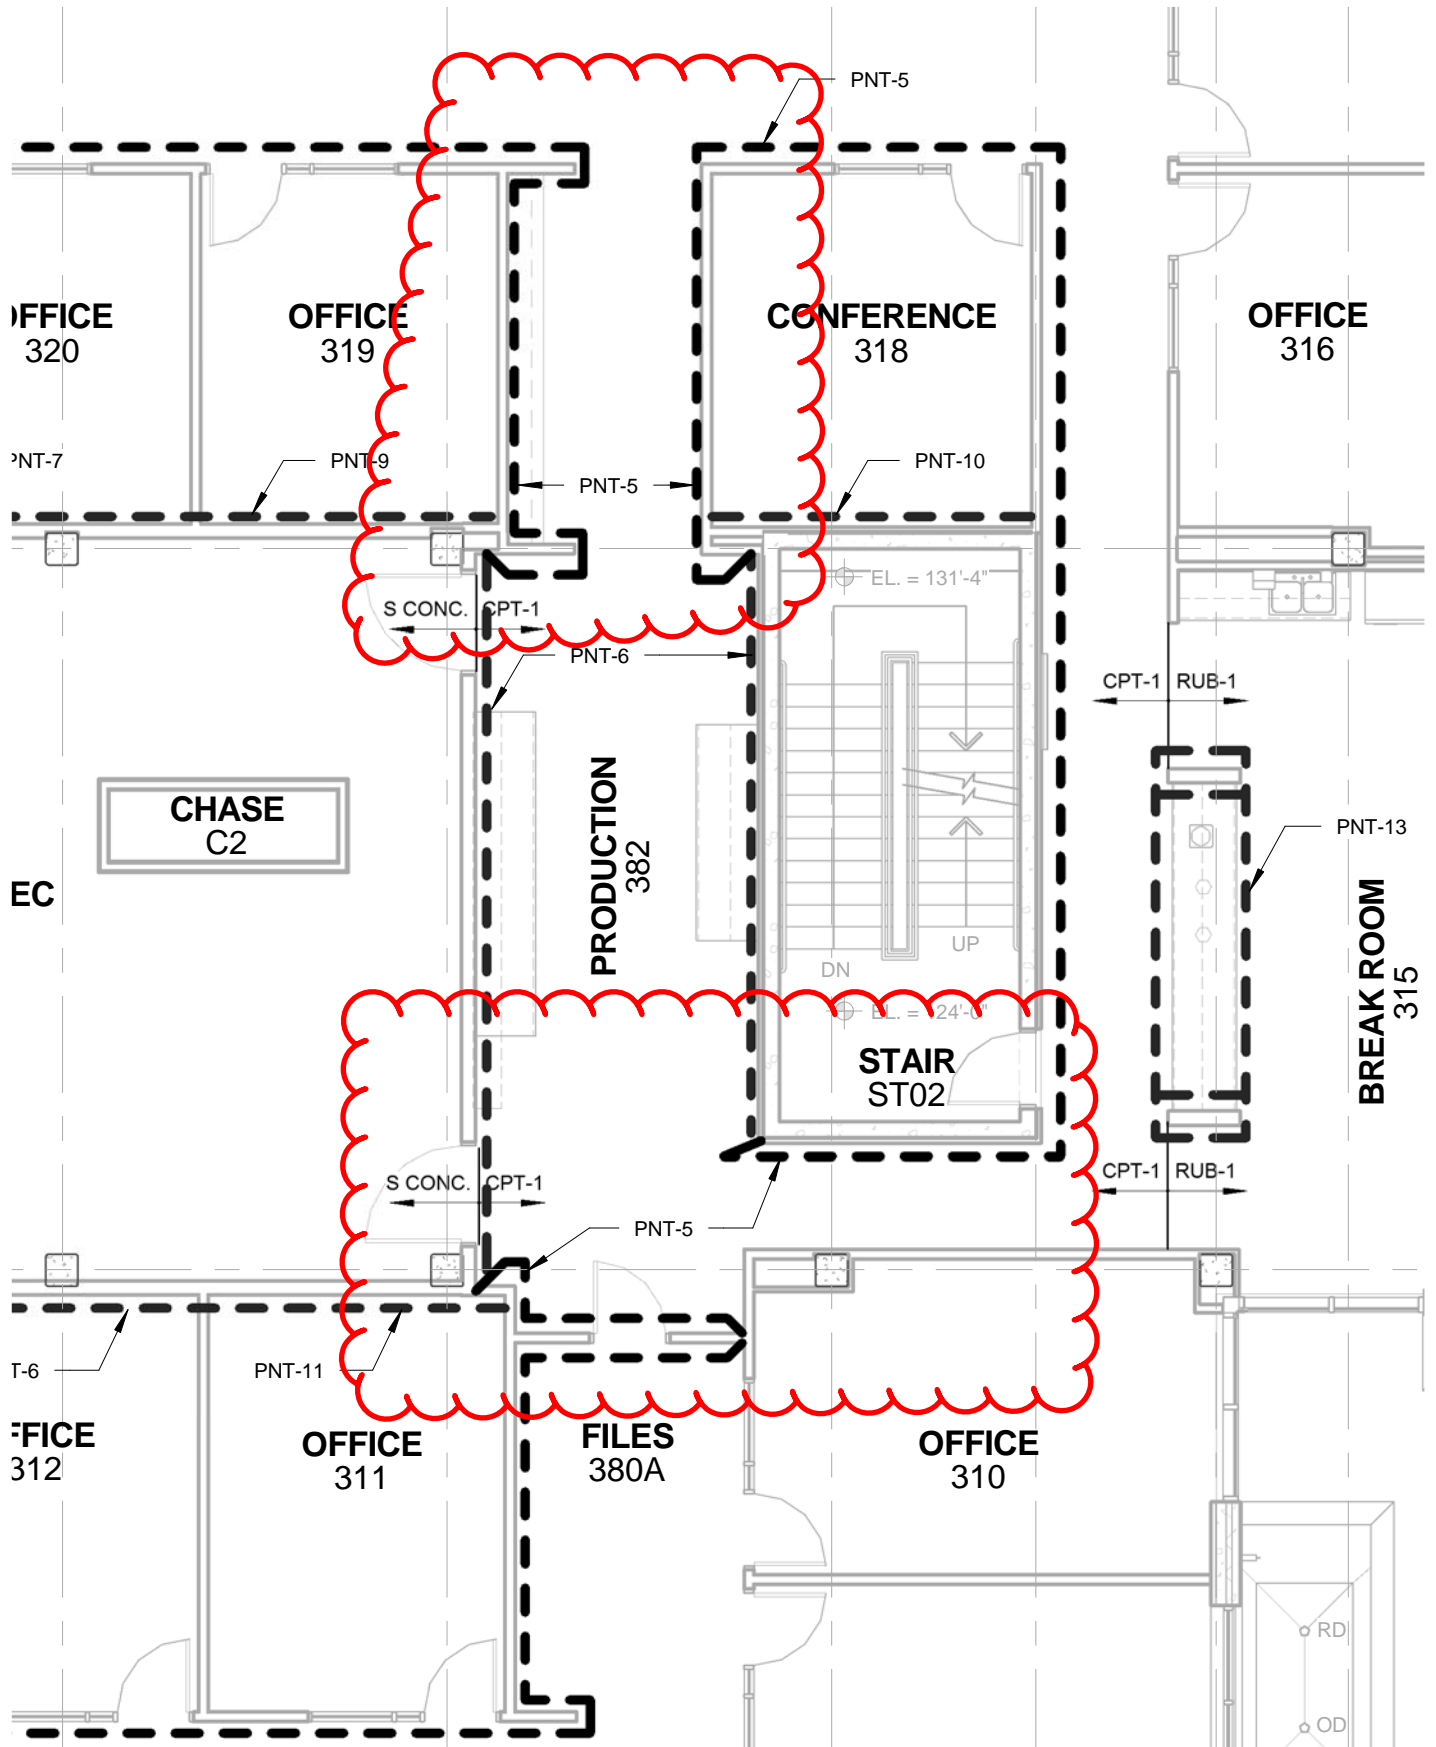 PNT-5
OFFICE
320
OFFICE
319
CONFERENCE
318
OFFICE
316
PNT-7
PNT-9
PNT-5
PNT-10
EL. = 131'-4"
S CONC.
CPT-1
PNT-6
CPT-1
RUB-1
CHASE
C2
PRODUCTION
382
PNT-13
EC
BREAK ROOM
315
UP
DN
EL. = 124'-0"
STAIR
ST02
S CONC.
CPT-1
CPT-1
RUB-1
PNT-5
T-6
PNT-11
FFICE
312
OFFICE
311
FILES
380A
OFFICE
310
RD
OD